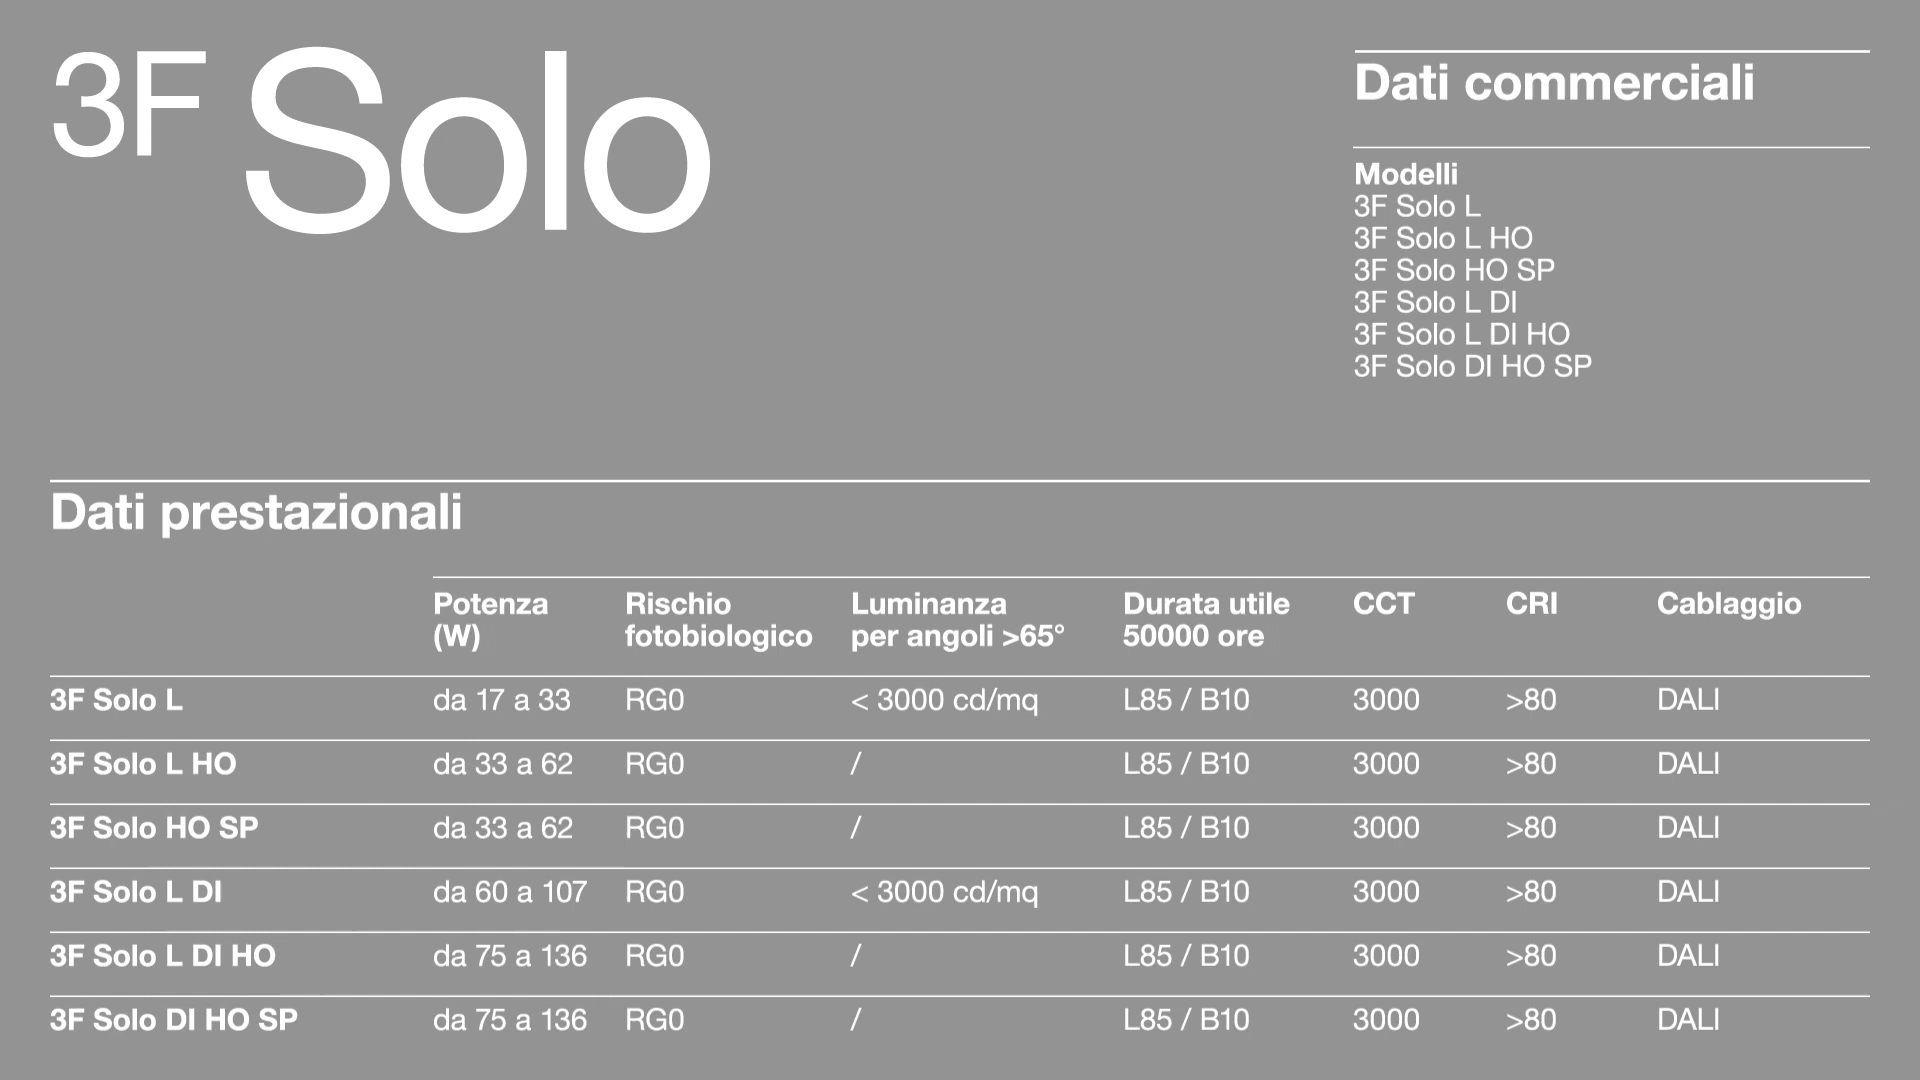 3F Solo
Dati commerciali
Modelli
3F Solo L
3F Solo L HO
3F Solo HO SP
3F Solo L DI
3F Solo L DI HO
3F Solo DI HO SP
Dati prestazionali
Potenza (W) Rischio fotobiologico Luminanza per angoli >65° Durata utile 50000 ore CCT CRI Cablaggio
3F Solo L da 17 a 33 RG0 < 3000 cd/mq L85 / B10 3000 >80 DALI
3F Solo L HO da 33 a 62 RG0 / L85 / B10 3000 >80 DALI
3F Solo HO SP da 33 a 62 RG0 / L85 / B10 3000 >80 DALI
3F Solo L DI da 60 a 107 RG0 < 3000 cd/mq L85 / B10 3000 >80 DALI
3F Solo L DI HO da 75 a 136 RG0 / L85 / B10 3000 >80 DALI
3F Solo DI HO SP da 75 a 136 RG0 / L85 / B10 3000 >80 DALI